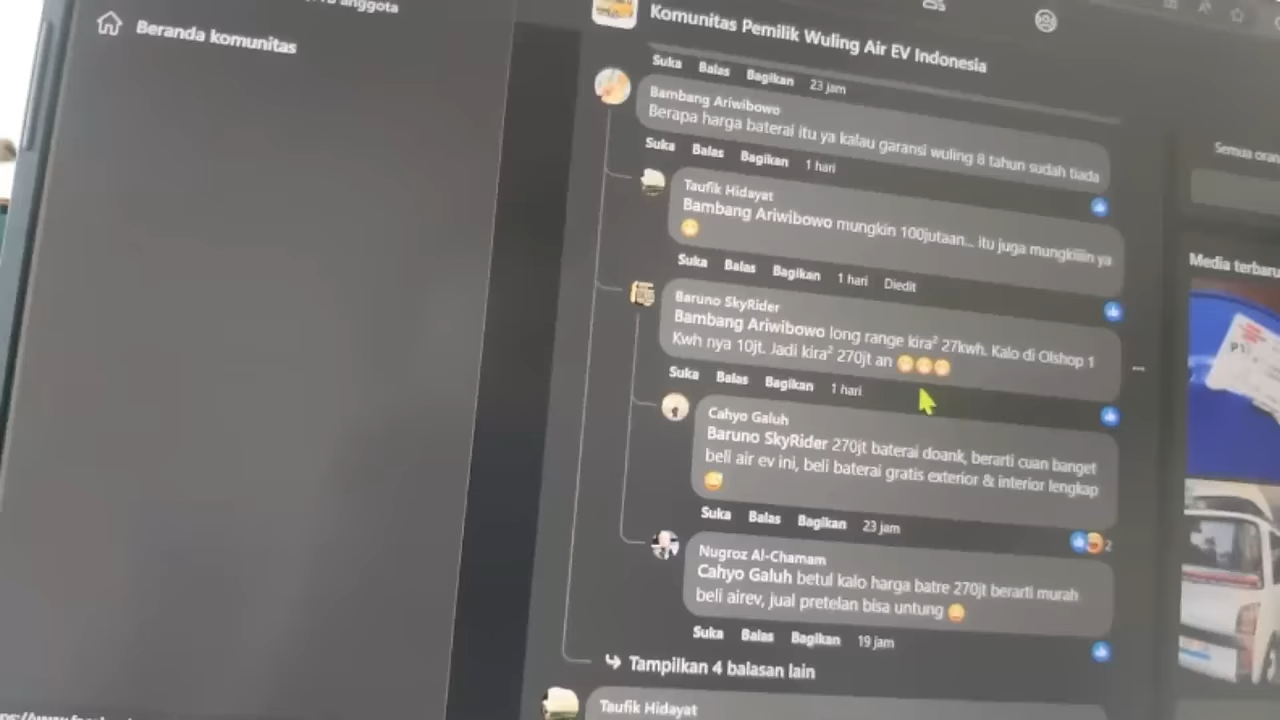 anggota
Beranda komunitas
Komunitas Pemilik Wuling Air EV Indonesia
Suka Balas Bagikan 23 jam
Bambang Ariwibowo
Berapa harga baterai itu ya kalau garansi wuling 8 tahun sudah tiada
Suka Balas Bagikan 1 hari
Taufik Hidayat
Bambang Ariwibowo mungkin 100jutaan... itu juga mungkiiiin ya
😬
Suka Balas Bagikan 1 hari Diedit
Baruno SkyRider
Bambang Ariwibowo long range kira² 27kwh. Kalo di Olshop 1
Kwh nya 10jt. Jadi kira² 270jt an 😁😁😁
Suka Balas Bagikan 1 hari
Cahyo Galuh
Baruno SkyRider 270jt baterai doank, berarti cuan banget
beli air ev ini, beli baterai gratis exterior & interior lengkap
😅
Suka Balas Bagikan 23 jam
2
Nugroz Al-Chamam
Cahyo Galuh betul kalo harga batre 270jt berarti murah
beli airev, jual pretelan bisa untung 😄
Suka Balas Bagikan 19 jam
Tampilkan 4 balasan lain
Taufik Hidayat
Semua
Media terbaru